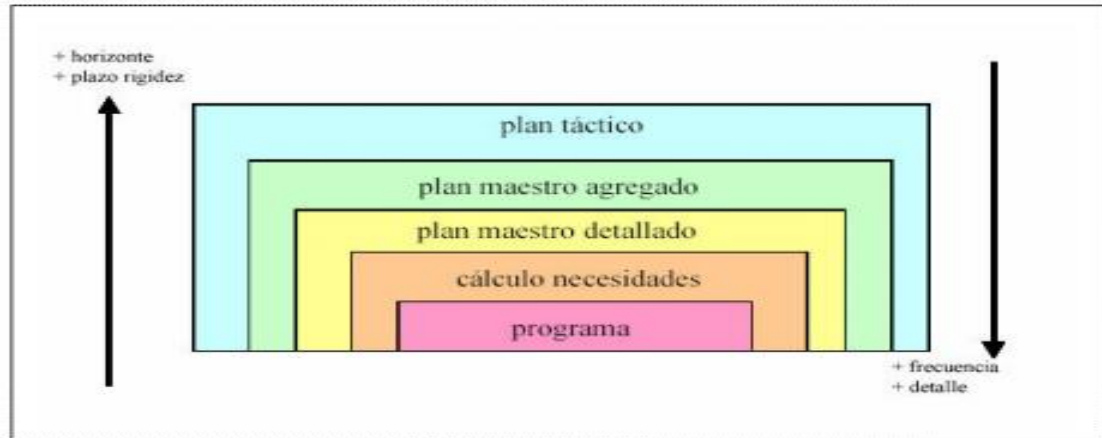 + horizonte
+ plazo rigidez
plan táctico
plan maestro agregado
plan maestro detallado
cálculo necesidades
programa
+ frecuencia
+ detalle